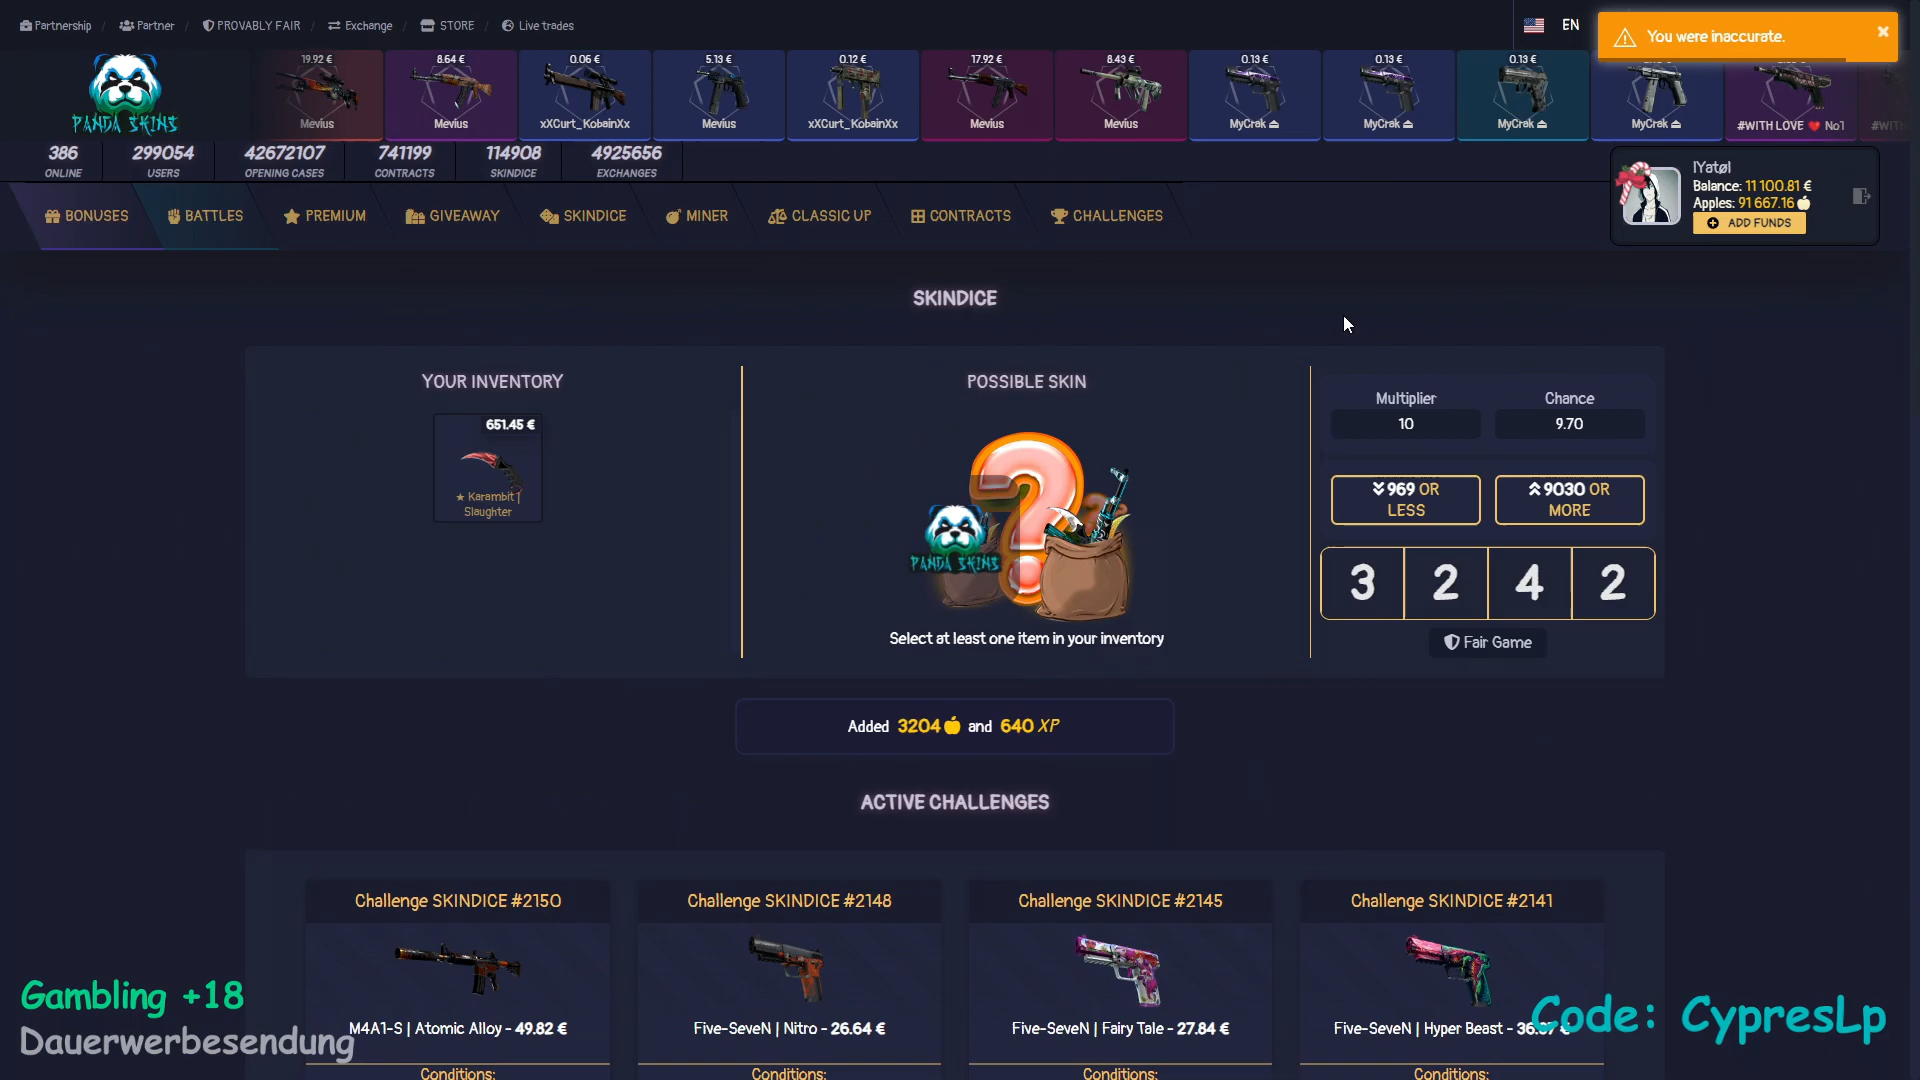 Partnership / Partner / PROVABLY FAIR / Exchange / STORE / Live trades
EN
You were inaccurate.
PANDA SKINS
19.92 €
Mevius
8.64 €
Mevius
0.06 €
xXCurt_KobainXx
5.13 €
Mevius
0.12 €
xXCurt_KobainXx
17.92 €
Mevius
8.43 €
Mevius
0.13 €
MyCrak
0.13 €
MyCrak
0.13 €
MyCrak
MyCrak
#WITH LOVE ❤ No1
386
ONLINE
299054
USERS
42672107
OPENING CASES
741199
CONTRACTS
114908
SKINDICE
4925656
EXCHANGES
|Yatø|
Balance: 11 100.81 €
Apples: 91 667.16
ADD FUNDS
BONUSES
BATTLES
PREMIUM
GIVEAWAY
SKINDICE
MINER
CLASSIC UP
CONTRACTS
CHALLENGES
SKINDICE
YOUR INVENTORY
651.45 €
★ Karambit |
Slaughter
POSSIBLE SKIN
PANDA SKINS
Select at least one item in your inventory
Multiplier
10
Chance
9.70
969 OR
LESS
9030 OR
MORE
3 2 4 2
Fair Game
Added 3204 and 640 XP
ACTIVE CHALLENGES
Challenge SKINDICE #2150
M4A1-S | Atomic Alloy - 49.82 €
Conditions:
Challenge SKINDICE #2148
Five-SeveN | Nitro - 26.64 €
Conditions:
Challenge SKINDICE #2145
Five-SeveN | Fairy Tale - 27.84 €
Conditions:
Challenge SKINDICE #2141
Five-SeveN | Hyper Beast -
Conditions:
Gambling +18
Dauerwerbesendung
Code: CypresLp